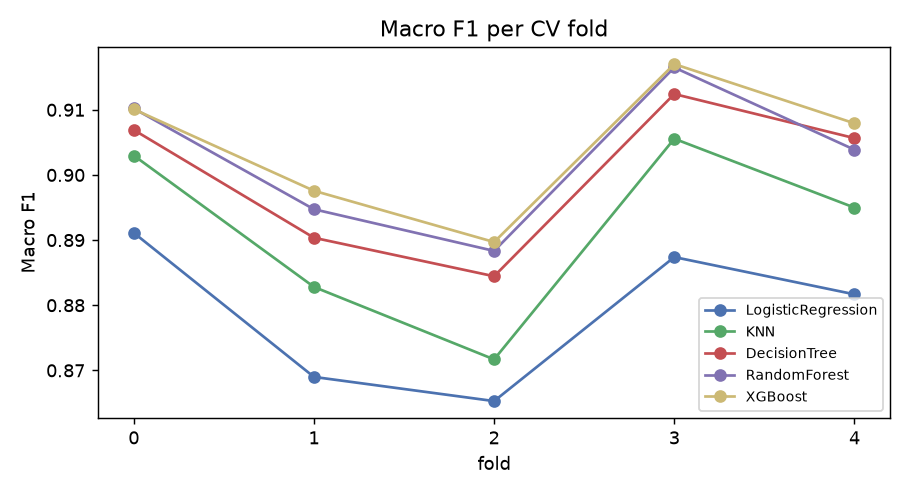 Macro F1 per CV fold
Macro F1
0.91
0.90
0.89
0.88
0.87
0 1 2 3 4
fold
LogisticRegression
KNN
DecisionTree
RandomForest
XGBoost